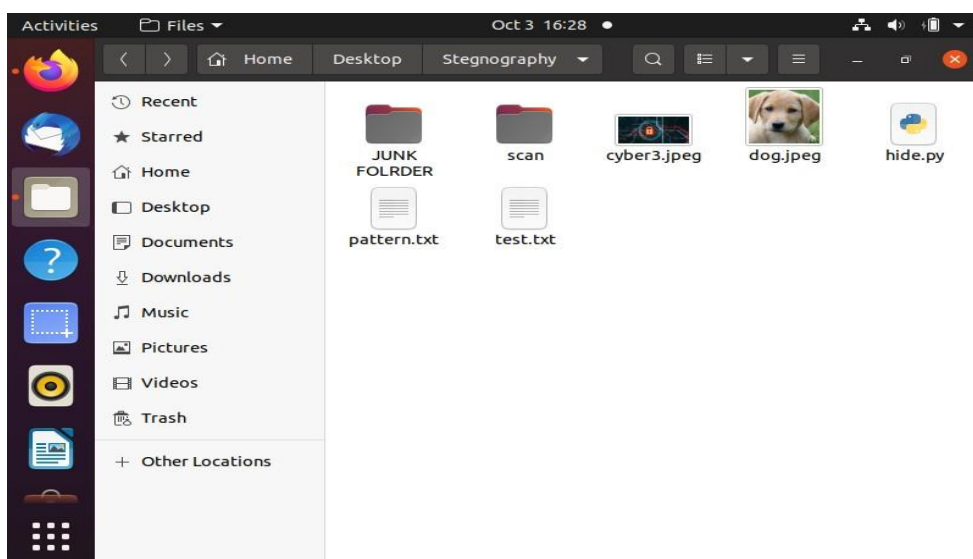 Activities Files Oct 3 16:28
Home Desktop Stegnography
Recent
Starred
Home
Desktop
Documents
Downloads
Music
Pictures
Videos
Trash
+ Other Locations
JUNK FOLRDER
scan
cyber3.jpeg
dog.jpeg
hide.py
pattern.txt
test.txt